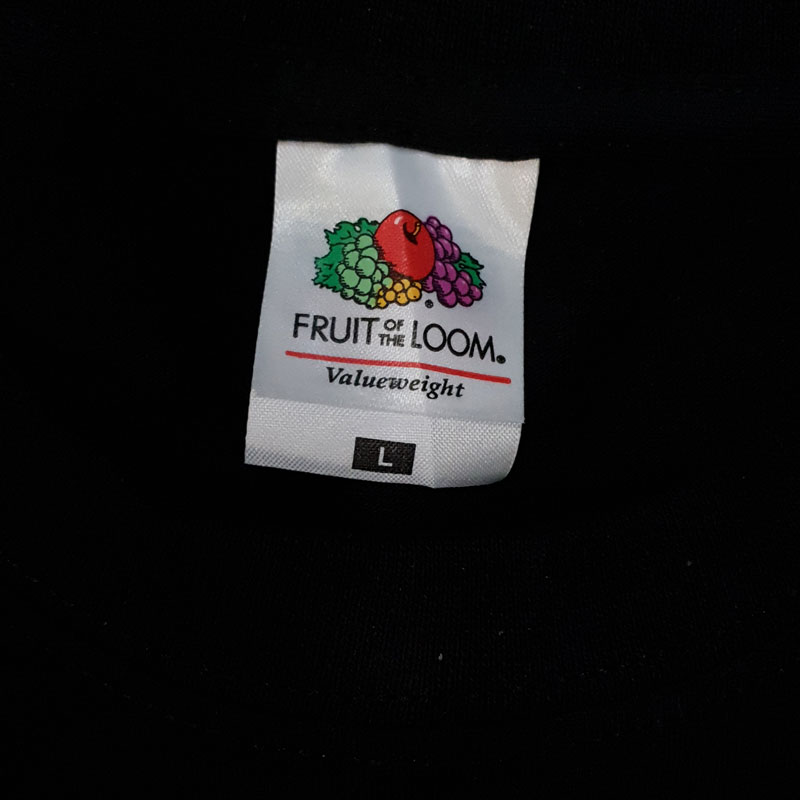 ®
FRUIT OF THE LOOM®
Valueweight
L